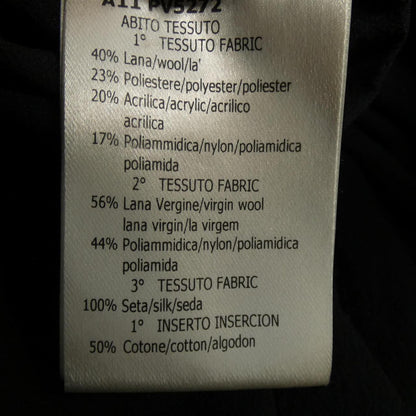 A11 PV5272
ABITO TESSUTO
1° TESSUTO FABRIC
40% Lana/wool/la'
23% Poliestere/polyester/poliester
20% Acrilica/acrylic/acrilico
acrilica
17% Poliammidica/nylon/poliamidica
poliamida
2° TESSUTO FABRIC
56% Lana Vergine/virgin wool
lana virgin/la virgem
44% Poliammidica/nylon/poliamidica
poliamida
3° TESSUTO FABRIC
100% Seta/silk/seda
1° INSERTO INSERCION
50% Cotone/cotton/algodon